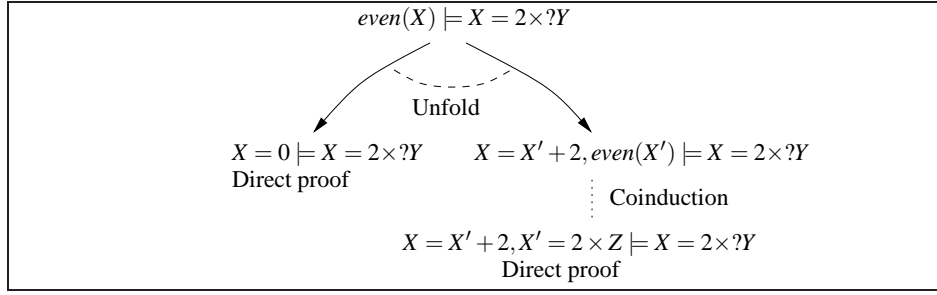 even(X) ⊨ X = 2×?Y
Unfold
X = 0 ⊨ X = 2×?Y
X = X′ + 2, even(X′) ⊨ X = 2×?Y
Direct proof
Coinduction
X = X′ + 2, X′ = 2 × Z ⊨ X = 2×?Y
Direct proof